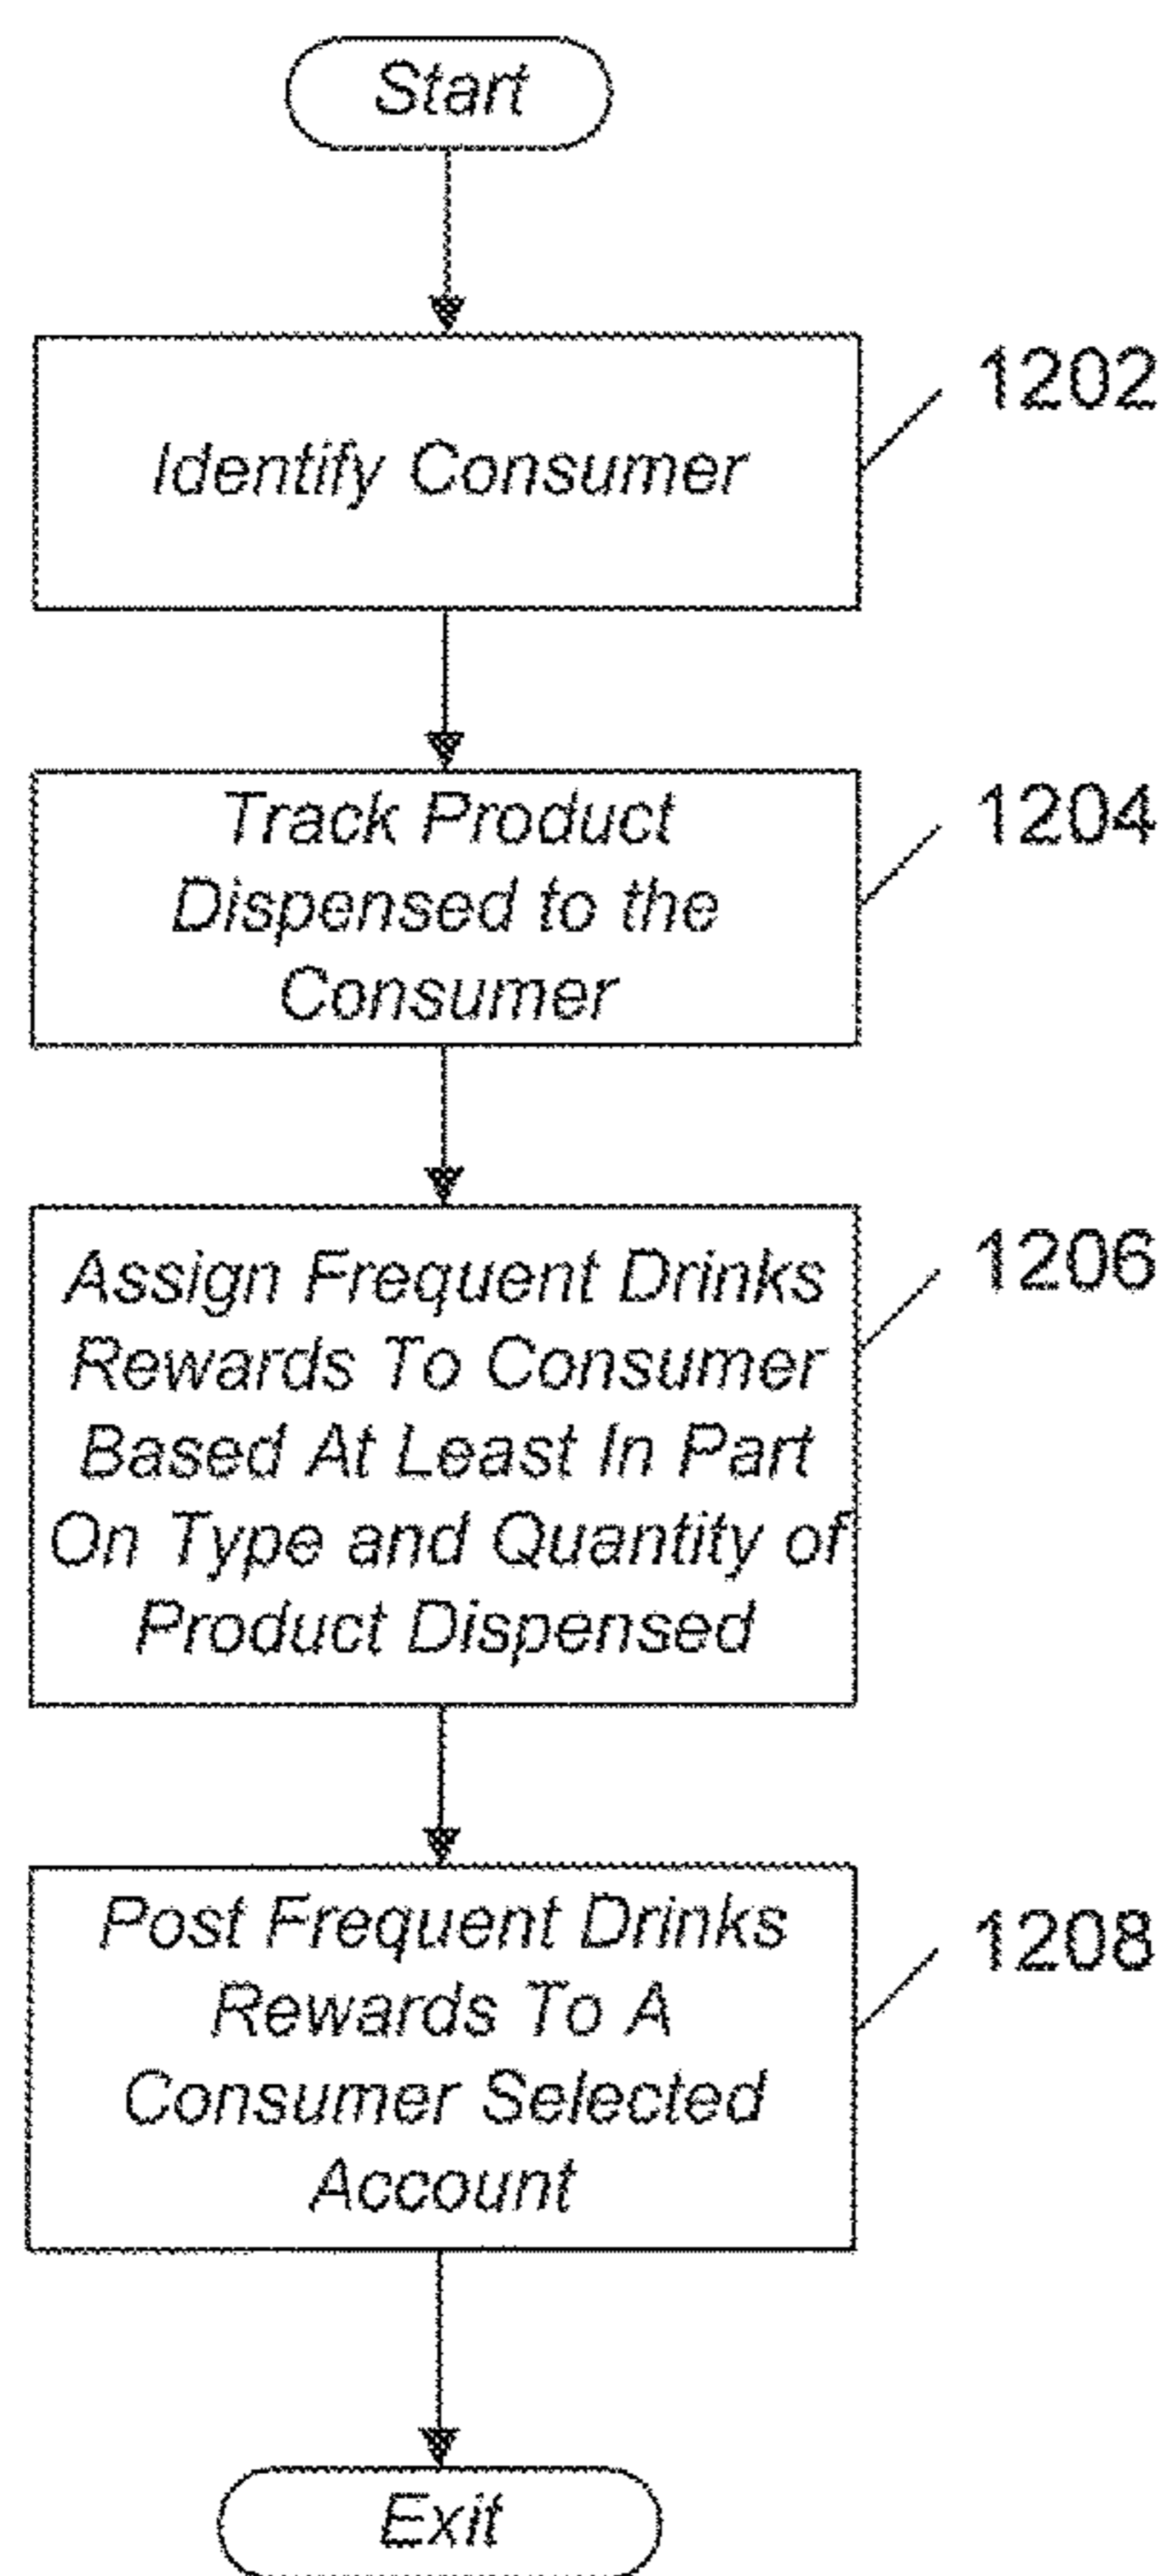 Start
Identify Consumer
1202
Track Product
Dispensed to the
Consumer
1204
Assign Frequent Drinks
Rewards To Consumer
Based At Least In Part
On Type and Quantity of
Product Dispensed
1206
Post Frequent Drinks
Rewards To A
Consumer Selected
Account
1208
Exit